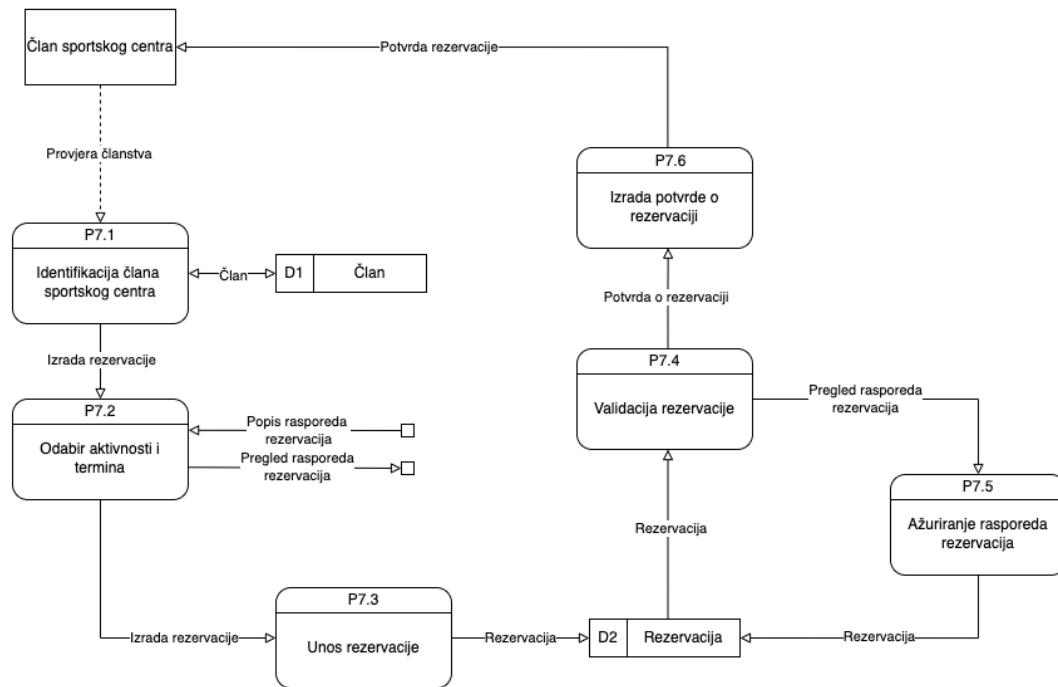 Član sportskog centra
Potvrda rezervacije
Provjera članstva
P7.6
Izrada potvrde o
rezervaciji
P7.1
Identifikacija člana
sportskog centra
Član
D1
Član
Potvrda o rezervaciji
Izrada rezervacije
P7.4
Validacija rezervacije
Pregled rasporeda
rezervacija
P7.2
Odabir aktivnosti i
termina
Popis rasporeda
rezervacija
Pregled rasporeda
rezervacija
P7.5
Ažuriranje rasporeda
rezervacija
Rezervacija
P7.3
Unos rezervacije
Izrada rezervacije
Rezervacija
D2
Rezervacija
Rezervacija